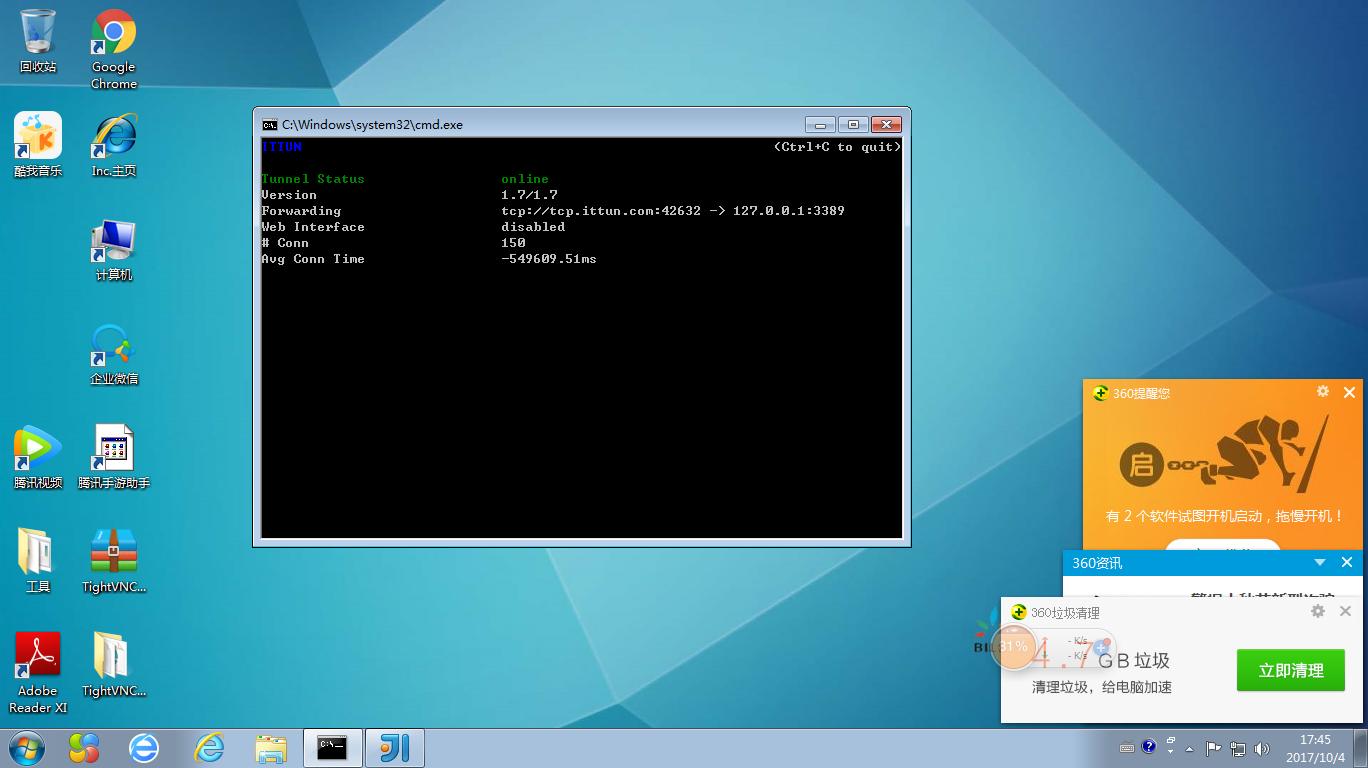 回收站
Google
Chrome
酷我音乐
Inc.主页
计算机
企业微信
腾讯视频
腾讯手游助手
工具
TightVNC...
Adobe
Reader XI
TightVNC...
C:\Windows\system32\cmd.exe
ITTUN (Ctrl+C to quit)
Tunnel Status online
Version 1.7/1.7
Forwarding tcp://tcp.ittun.com:42632 -> 127.0.0.1:3389
Web Interface disabled
# Conn 150
Avg Conn Time -549609.51ms
360提醒您
启
有 2 个软件试图开机启动，拖慢开机！
360资讯
360垃圾清理
31%
- K/s
- K/s
4.7GB垃圾
清理垃圾，给电脑加速
立即清理
17:45
2017/10/4